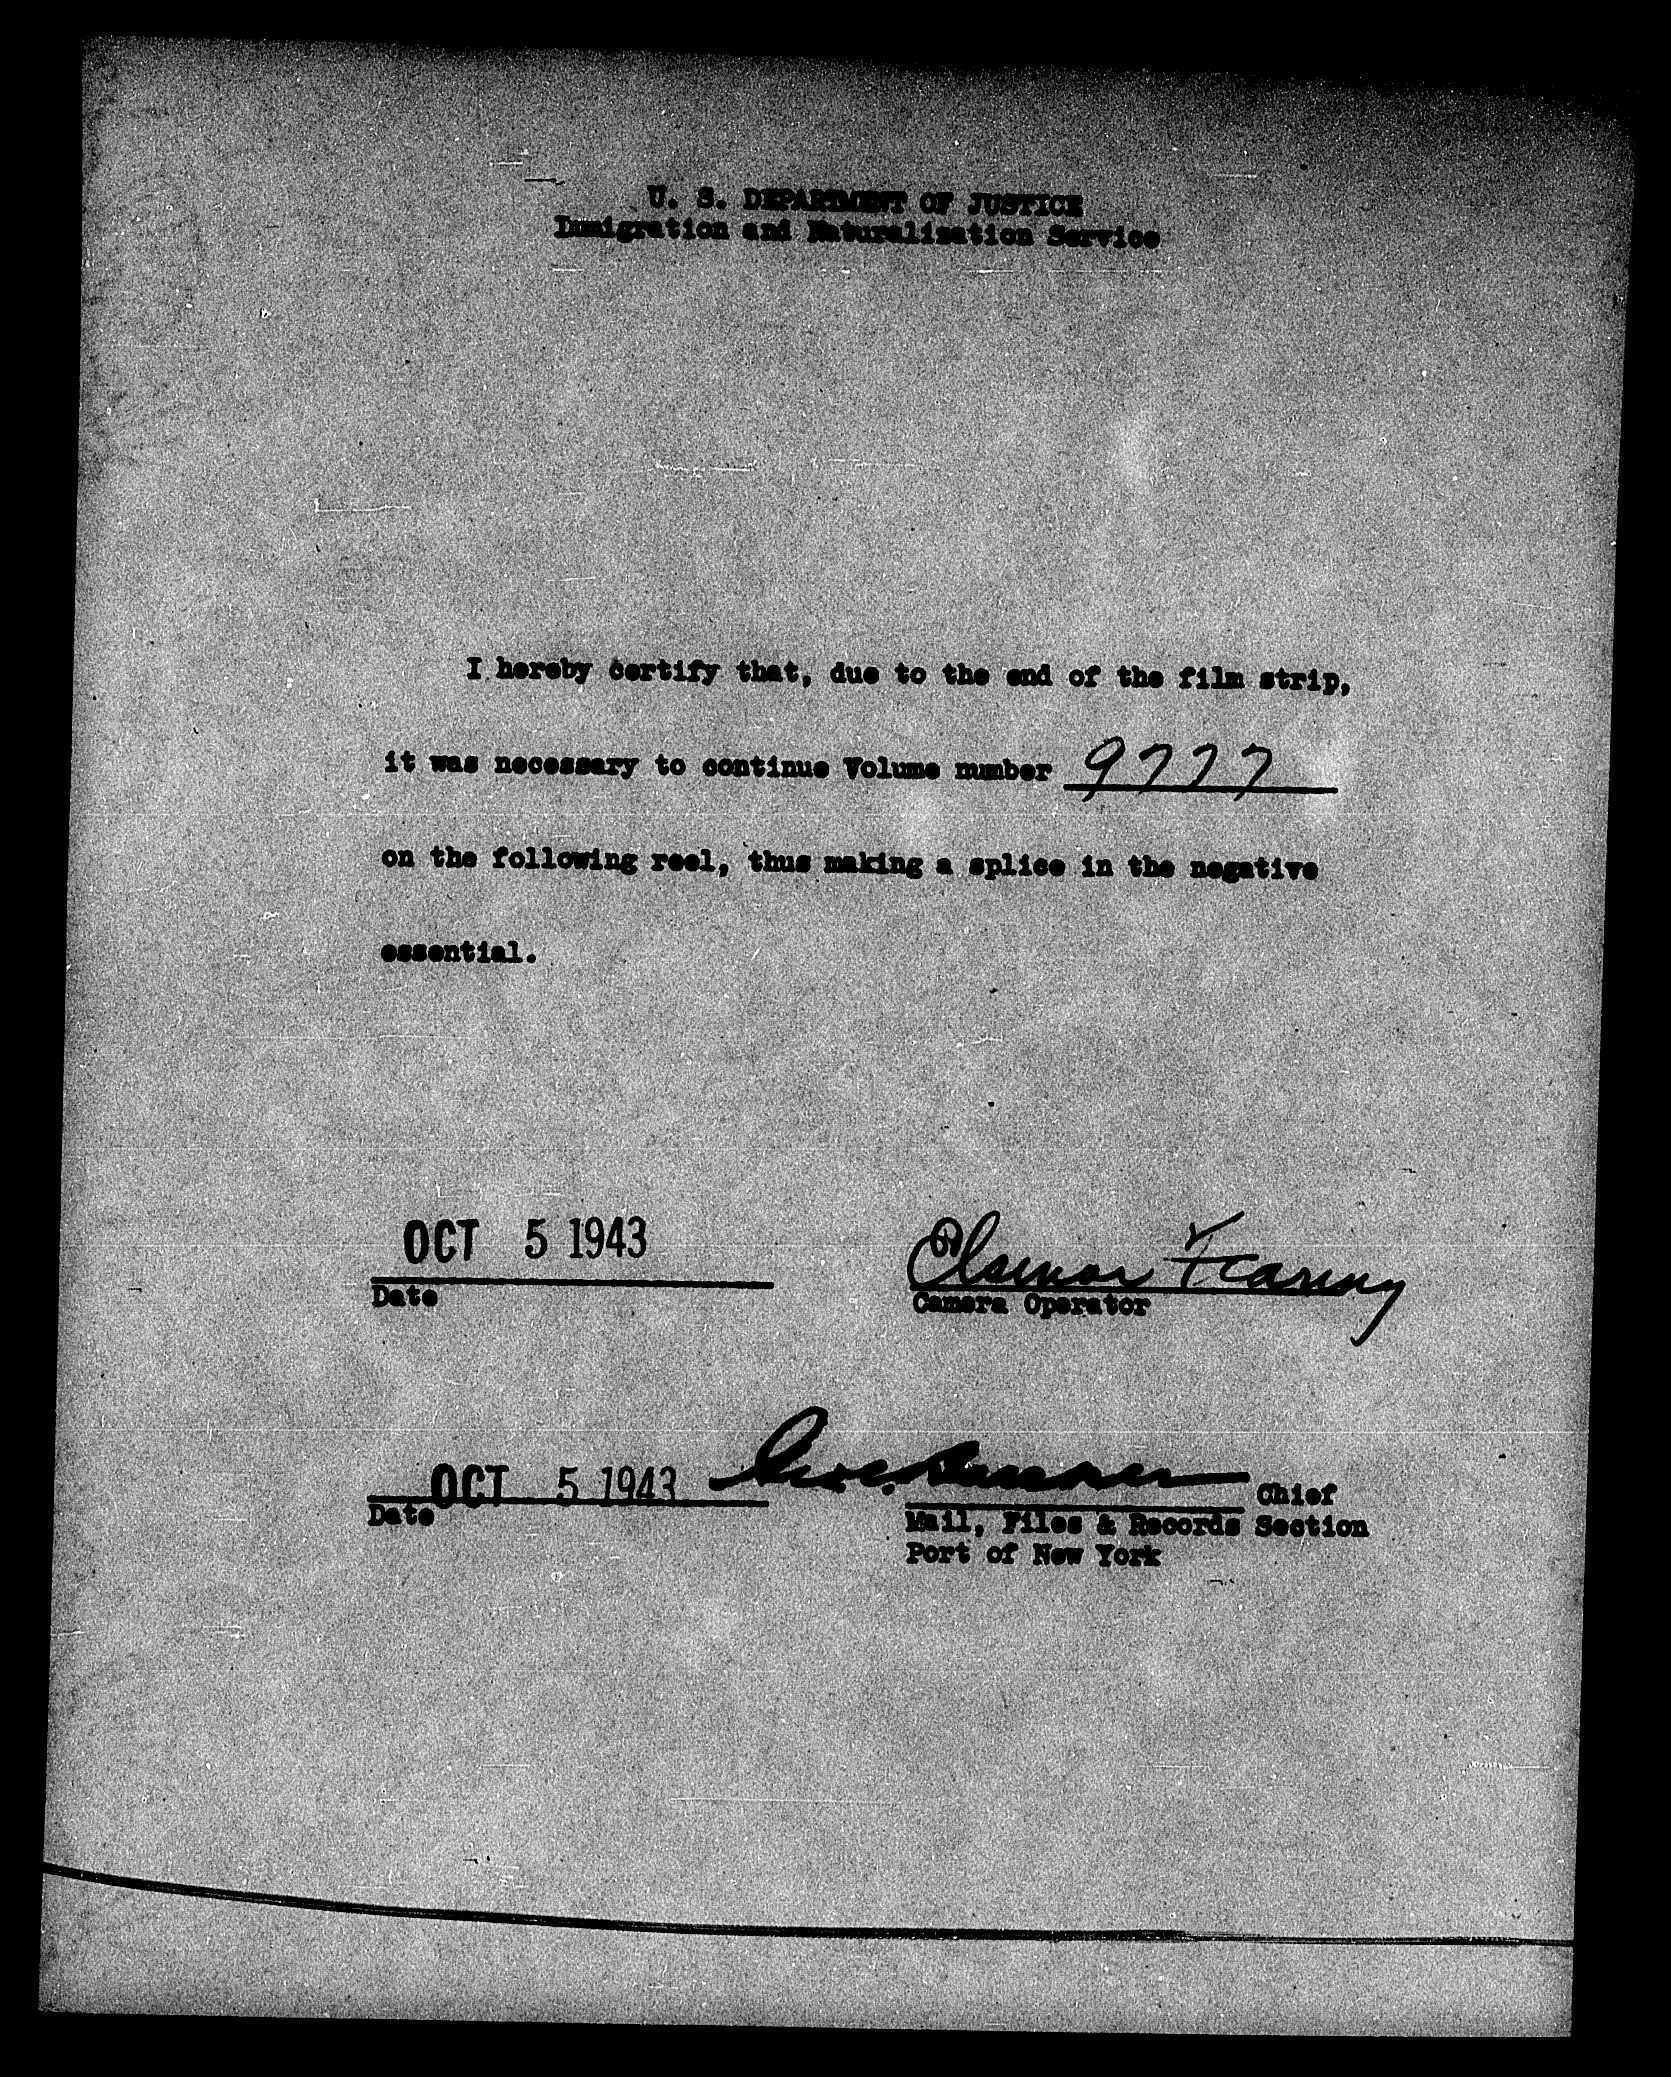 U. S. DEPARTMENT OF JUSTICE
Immigration and Naturalization Service
I hereby certify that, due to the end of the film strip,
it was necessary to continue Volume number 9777
on the following reel, thus making a splice in the negative
essential.
OCT 5 1943
Date
Camera Operator
OCT 5 1943
Date
Chief
Mail, Files & Records Section
Port of New York